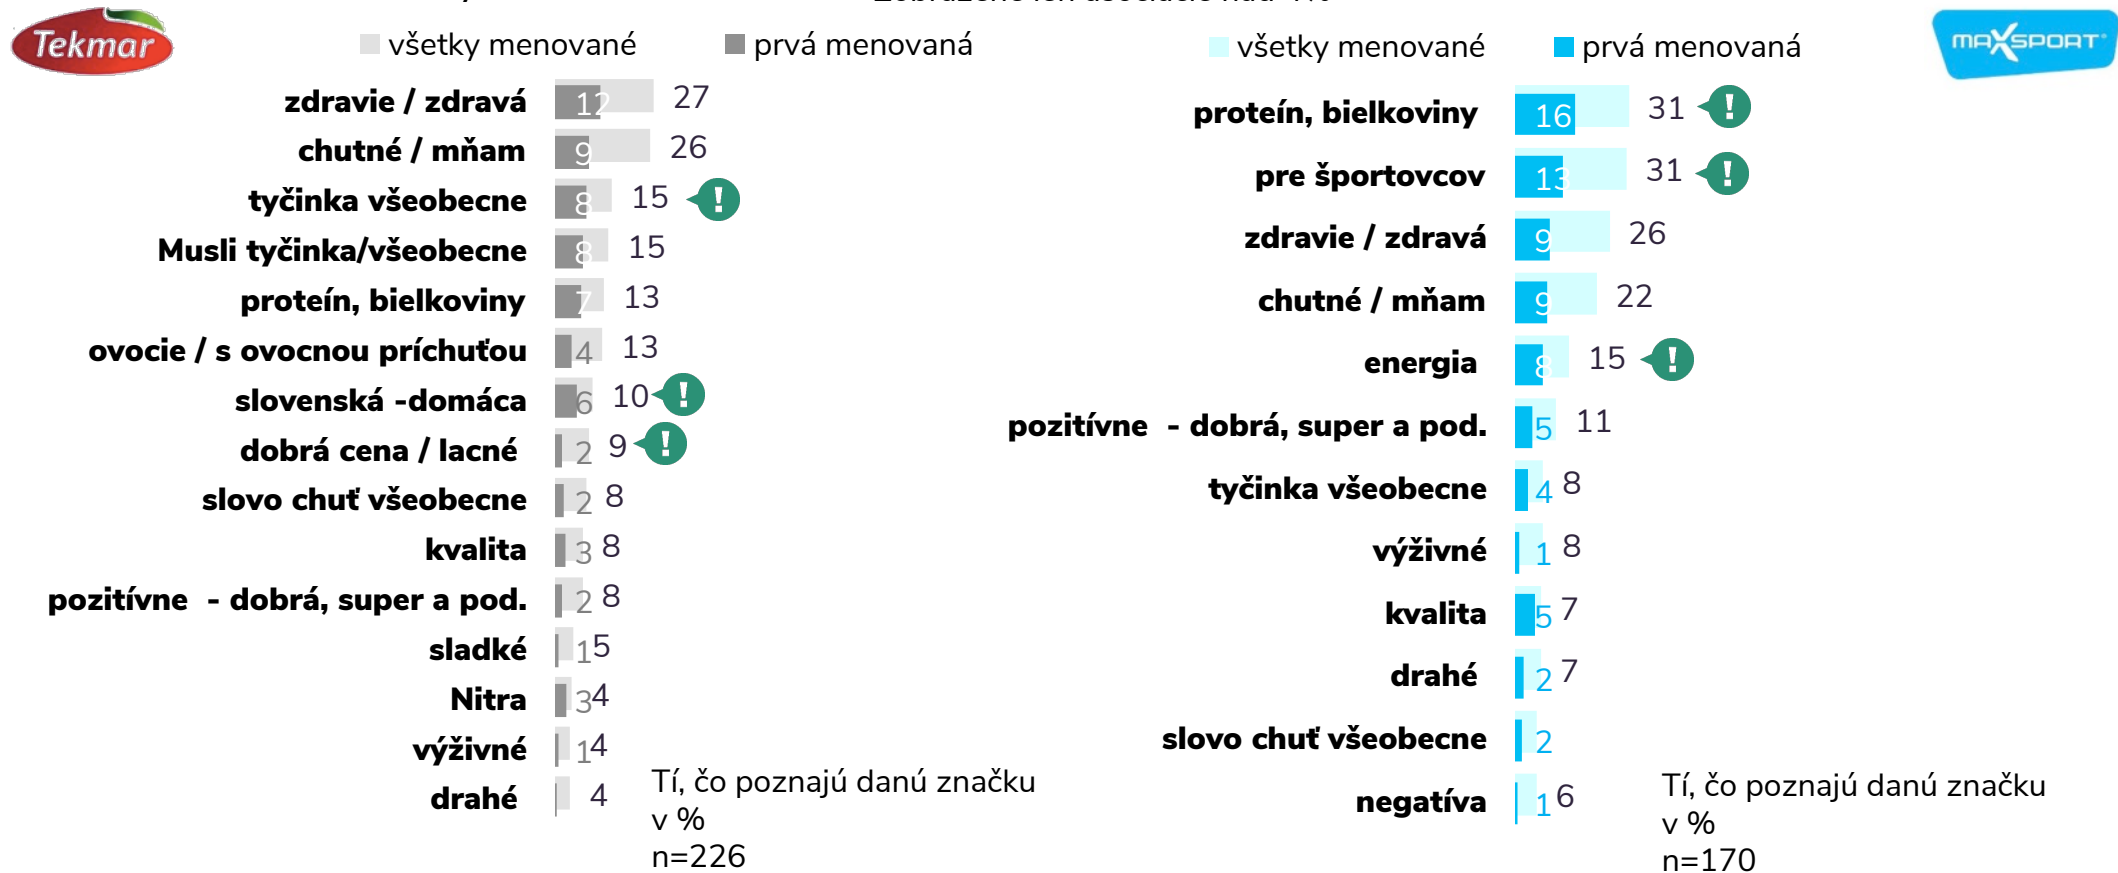 Zobrazené len asociácie nad 4%
Tekmar
všetky menované
prvá menovaná
zdravie / zdravá 12 27
chutné / mňam 9 26
tyčinka všeobecne 8 15 !
Musli tyčinka/všeobecne 8 15
proteín, bielkoviny 7 13
ovocie / s ovocnou príchuťou 4 13
slovenská -domáca 6 10 !
dobrá cena / lacné 2 9 !
slovo chuť všeobecne 2 8
kvalita 3 8
pozitívne - dobrá, super a pod. 2 8
sladké 1 5
Nitra 3 4
výživné 1 4
drahé 4
Tí, čo poznajú danú značku
v %
n=226
všetky menované
prvá menovaná
MAXSPORT
proteín, bielkoviny 16 31 !
pre športovcov 13 31 !
zdravie / zdravá 9 26
chutné / mňam 9 22
energia 8 15 !
pozitívne - dobrá, super a pod. 5 11
tyčinka všeobecne 4 8
výživné 1 8
kvalita 5 7
drahé 2 7
slovo chuť všeobecne 2
negatíva 1 6
Tí, čo poznajú danú značku
v %
n=170